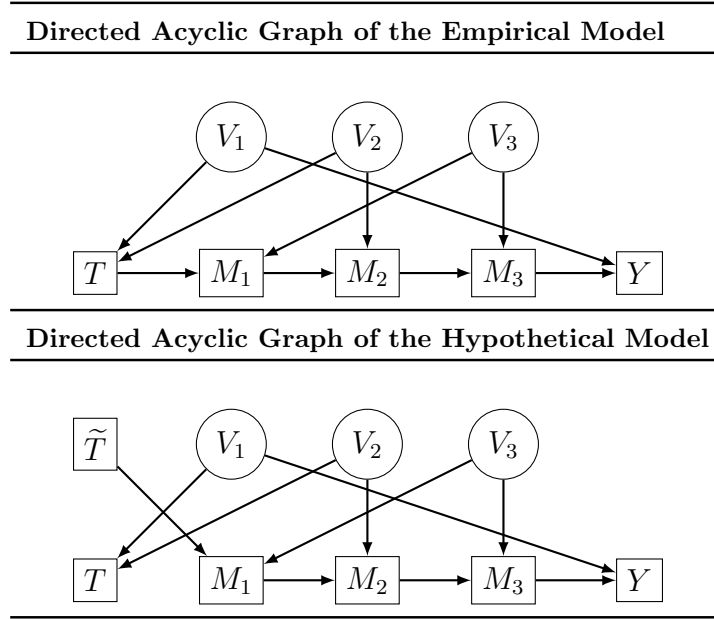 Directed Acyclic Graph of the Empirical Model
V₁ V₂ V₃
T M₁ M₂ M₃ Y
Directed Acyclic Graph of the Hypothetical Model
T̃ V₁ V₂ V₃
T M₁ M₂ M₃ Y